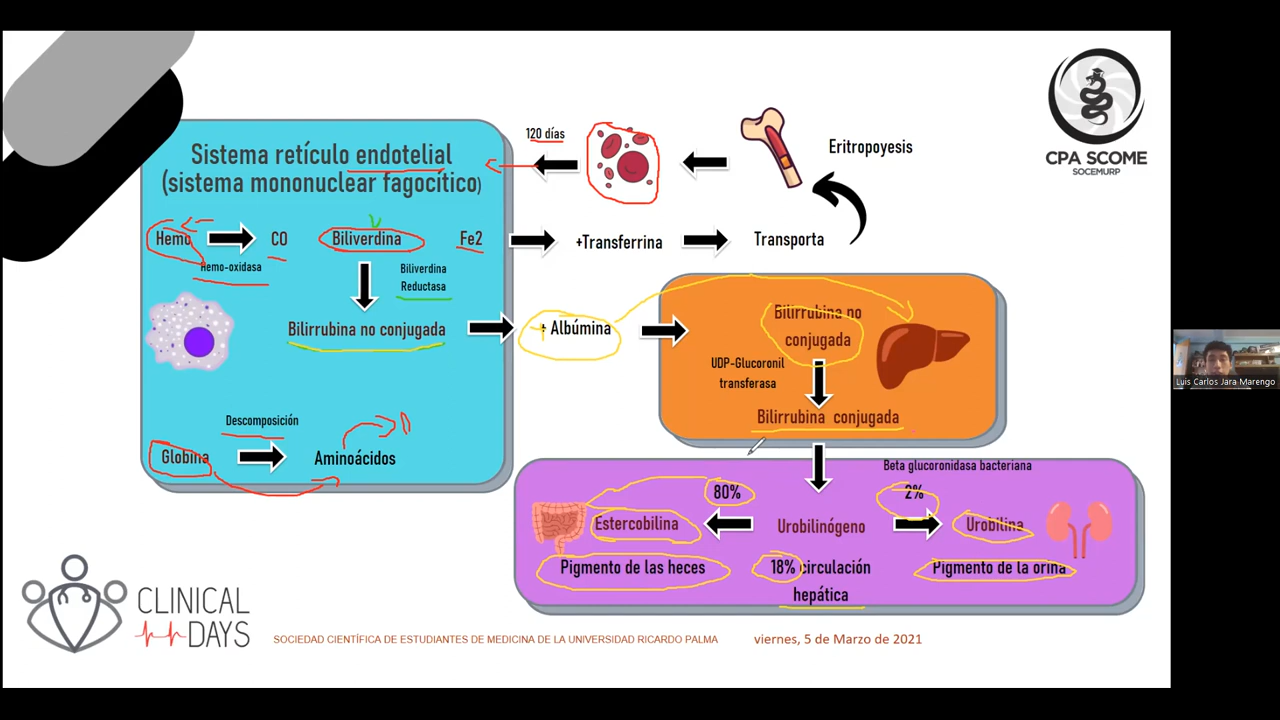 CPA SCOME
SOCEMURP
Sistema retículo endotelial
(sistema mononuclear fagocítico)
120 días
Eritropoyesis
Hemo
CO
Biliverdina
Fe2
+Transferrina
Transporta
Hemo-oxidasa
Biliverdina
Reductasa
Bilirrubina no conjugada
+ Albúmina
Bilirrubina no
conjugada
UDP-Glucoronil
transferasa
Bilirrubina conjugada
Descomposición
Globina
Aminoácidos
Beta glucoronidasa bacteriana
80%
2%
Estercobilina
Urobilinógeno
Urobilina
Pigmento de las heces
18% circulación
hepática
Pigmento de la orina
CLINICAL
DAYS
SOCIEDAD CIENTÍFICA DE ESTUDIANTES DE MEDICINA DE LA UNIVERSIDAD RICARDO PALMA
viernes, 5 de Marzo de 2021
Luis Carlos Jara Marengo